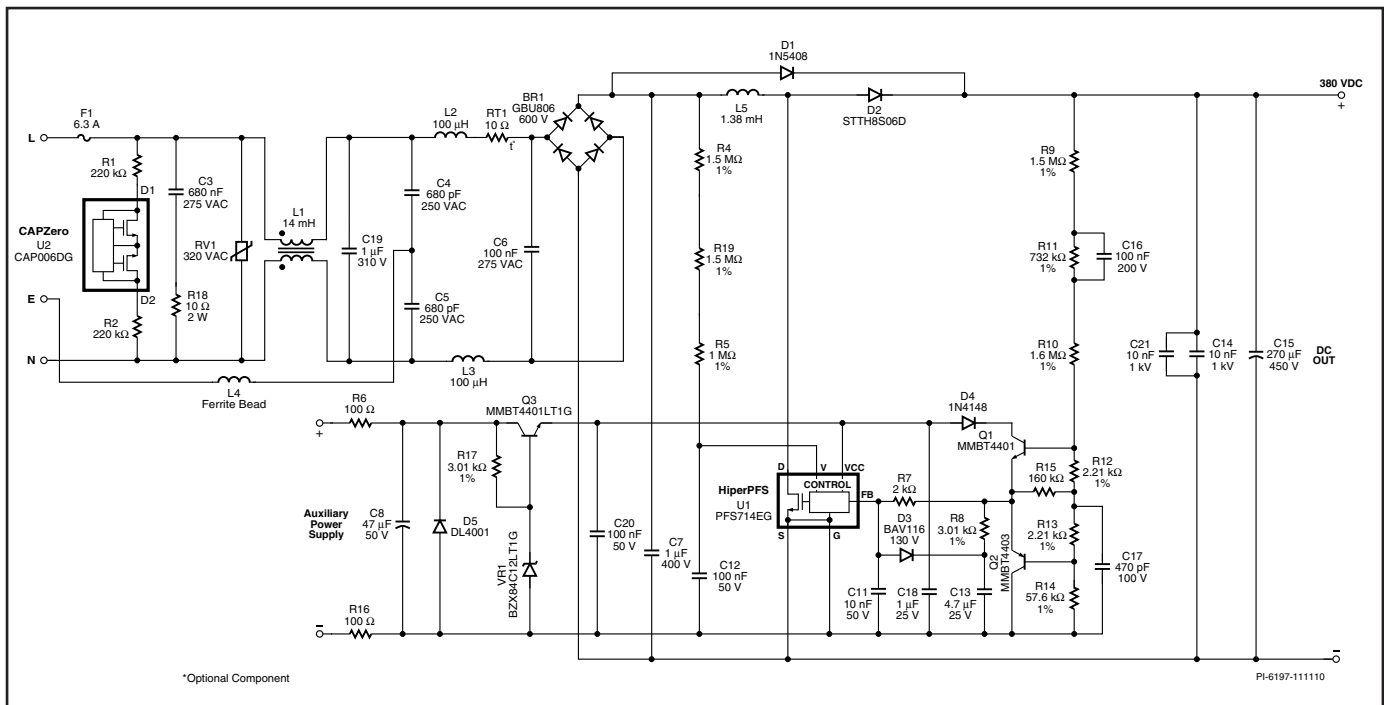 D1
1N5408
BR1
GBU806
600 V
L5
1.38 mH
D2
STTH8S06D
380 VDC
+
F1
6.3 A
L
L2
100 µH
RT1
10 Ω
t°
R1
220 kΩ
D1
C3
680 nF
275 VAC
CAPZero
U2
CAP006DG
D2
R2
220 kΩ
R18
10 Ω
2 W
RV1
320 VAC
L1
14 mH
C19
1 µF
310 V
C4
680 pF
250 VAC
C5
680 pF
250 VAC
C6
100 nF
275 VAC
L3
100 µH
E
N
L4
Ferrite Bead
R4
1.5 MΩ
1%
R19
1.5 MΩ
1%
R5
1 MΩ
1%
R9
1.5 MΩ
1%
R11
732 kΩ
1%
C16
100 nF
200 V
R10
1.6 MΩ
1%
C21
10 nF
1 kV
C14
10 nF
1 kV
C15
270 µF
450 V
DC
OUT
R6
100 Ω
+
Q3
MMBT4401LT1G
R17
3.01 kΩ
1%
Auxiliary
Power
Supply
C8
47 µF
50 V
D5
DL4001
VR1
BZX84C12LT1G
C20
100 nF
50 V
C7
1 µF
400 V
C12
100 nF
50 V
R16
100 Ω
–
D
V
VCC
CONTROL
FB
S
G
HiperPFS
U1
PFS714EG
D4
1N4148
Q1
MMBT4401
R7
2 kΩ
D3
BAV116
130 V
R8
3.01 kΩ
1%
R15
160 kΩ
R12
2.21 kΩ
1%
R13
2.21 kΩ
1%
Q2
MMBT4403
R14
57.6 kΩ
1%
C17
470 pF
100 V
C11
10 nF
50 V
C18
1 µF
25 V
C13
4.7 µF
25 V
–
*Optional Component
PI-6197-111110